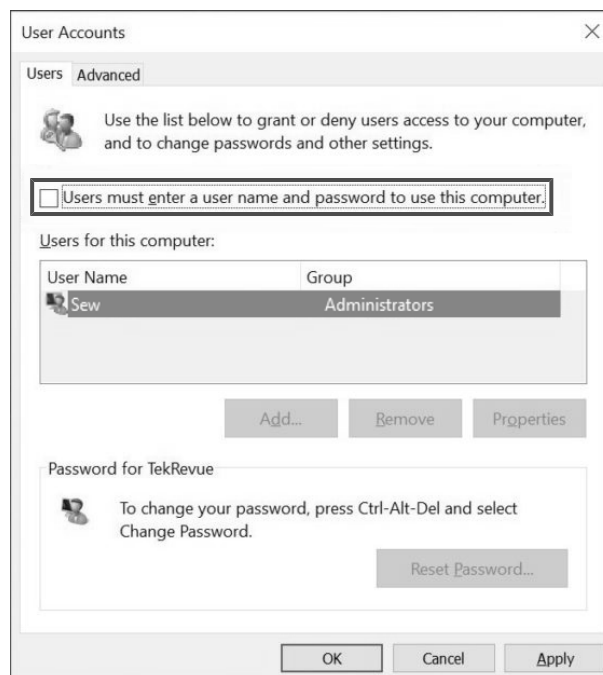 User Accounts
Users Advanced
Use the list below to grant or deny users access to your computer,
and to change passwords and other settings.
Users must enter a user name and password to use this computer.
Users for this computer:
User Name Group
Sew Administrators
Add... Remove Properties
Password for TekRevue
To change your password, press Ctrl-Alt-Del and select
Change Password.
Reset Password...
OK Cancel Apply